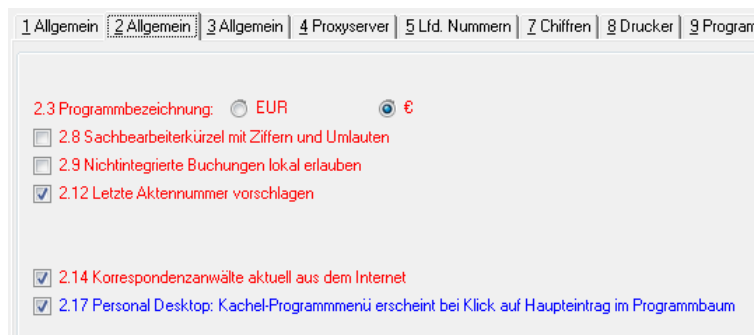 1 Allgemein 2 Allgemein 3 Allgemein 4 Proxyserver 5 Lfd. Nummern 7 Chiffren 8 Drucker 9 Program
2.3 Programmbezeichnung: EUR €
2.8 Sachbearbeiterkürzel mit Ziffern und Umlauten
2.9 Nichtintegrierte Buchungen lokal erlauben
2.12 Letzte Aktennummer vorschlagen
2.14 Korrespondenzanwälte aktuell aus dem Internet
2.17 Personal Desktop: Kachel-Programmmenü erscheint bei Klick auf Haupteintrag im Programbaum